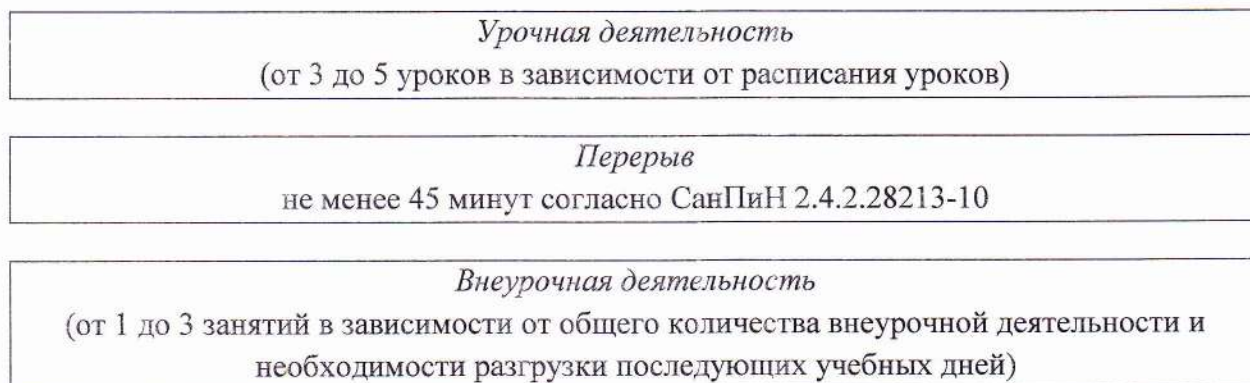 Урочная деятельность
(от 3 до 5 уроков в зависимости от расписания уроков)
Перерыв
не менее 45 минут согласно СанПиН 2.4.2.28213-10
Внеурочная деятельность
(от 1 до 3 занятий в зависимости от общего количества внеурочной деятельности и
необходимости разгрузки последующих учебных дней)